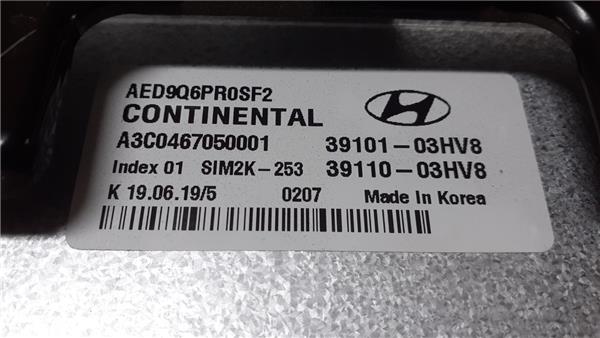 AED9Q6PR0SF2
CONTINENTAL
A3C0467050001 39101-03HV8
Index 01 SIM2K-253 39110-03HV8
K 19.06.19/5 0207 Made In Korea